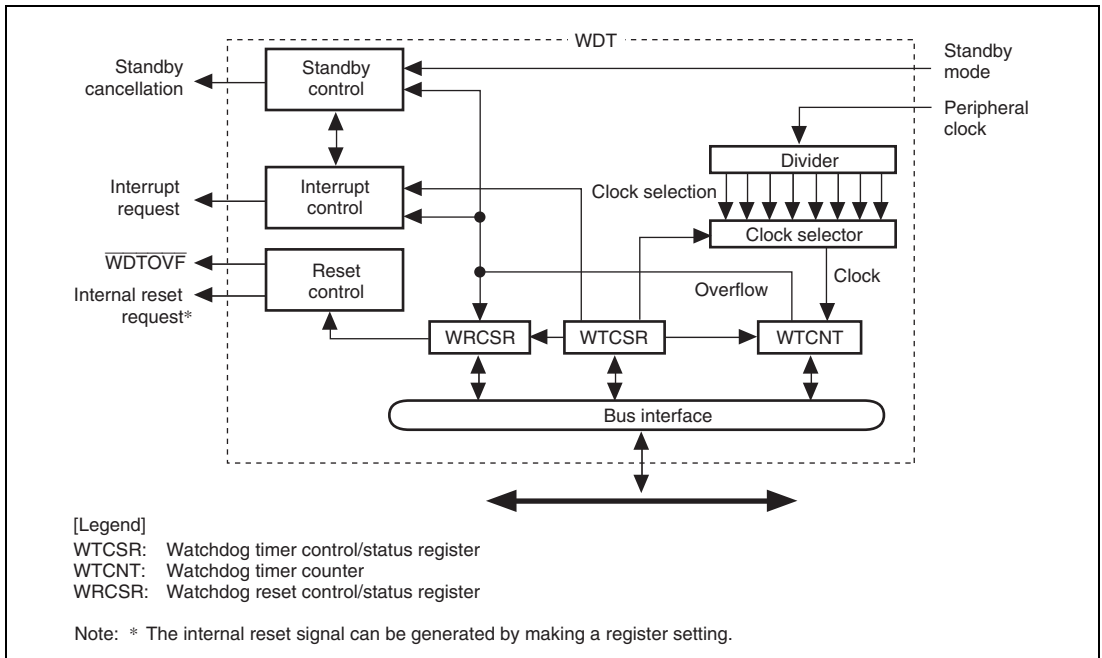 WDT
Standby
cancellation
Standby
control
Standby
mode
Peripheral
clock
Divider
Interrupt
request
Interrupt
control
Clock selection
Clock selector
WDTOVF
Internal reset
request*
Reset
control
Overflow
Clock
WRCSR
WTCSR
WTCNT
Bus interface
[Legend]
WTCSR: Watchdog timer control/status register
WTCNT: Watchdog timer counter
WRCSR: Watchdog reset control/status register
Note: * The internal reset signal can be generated by making a register setting.